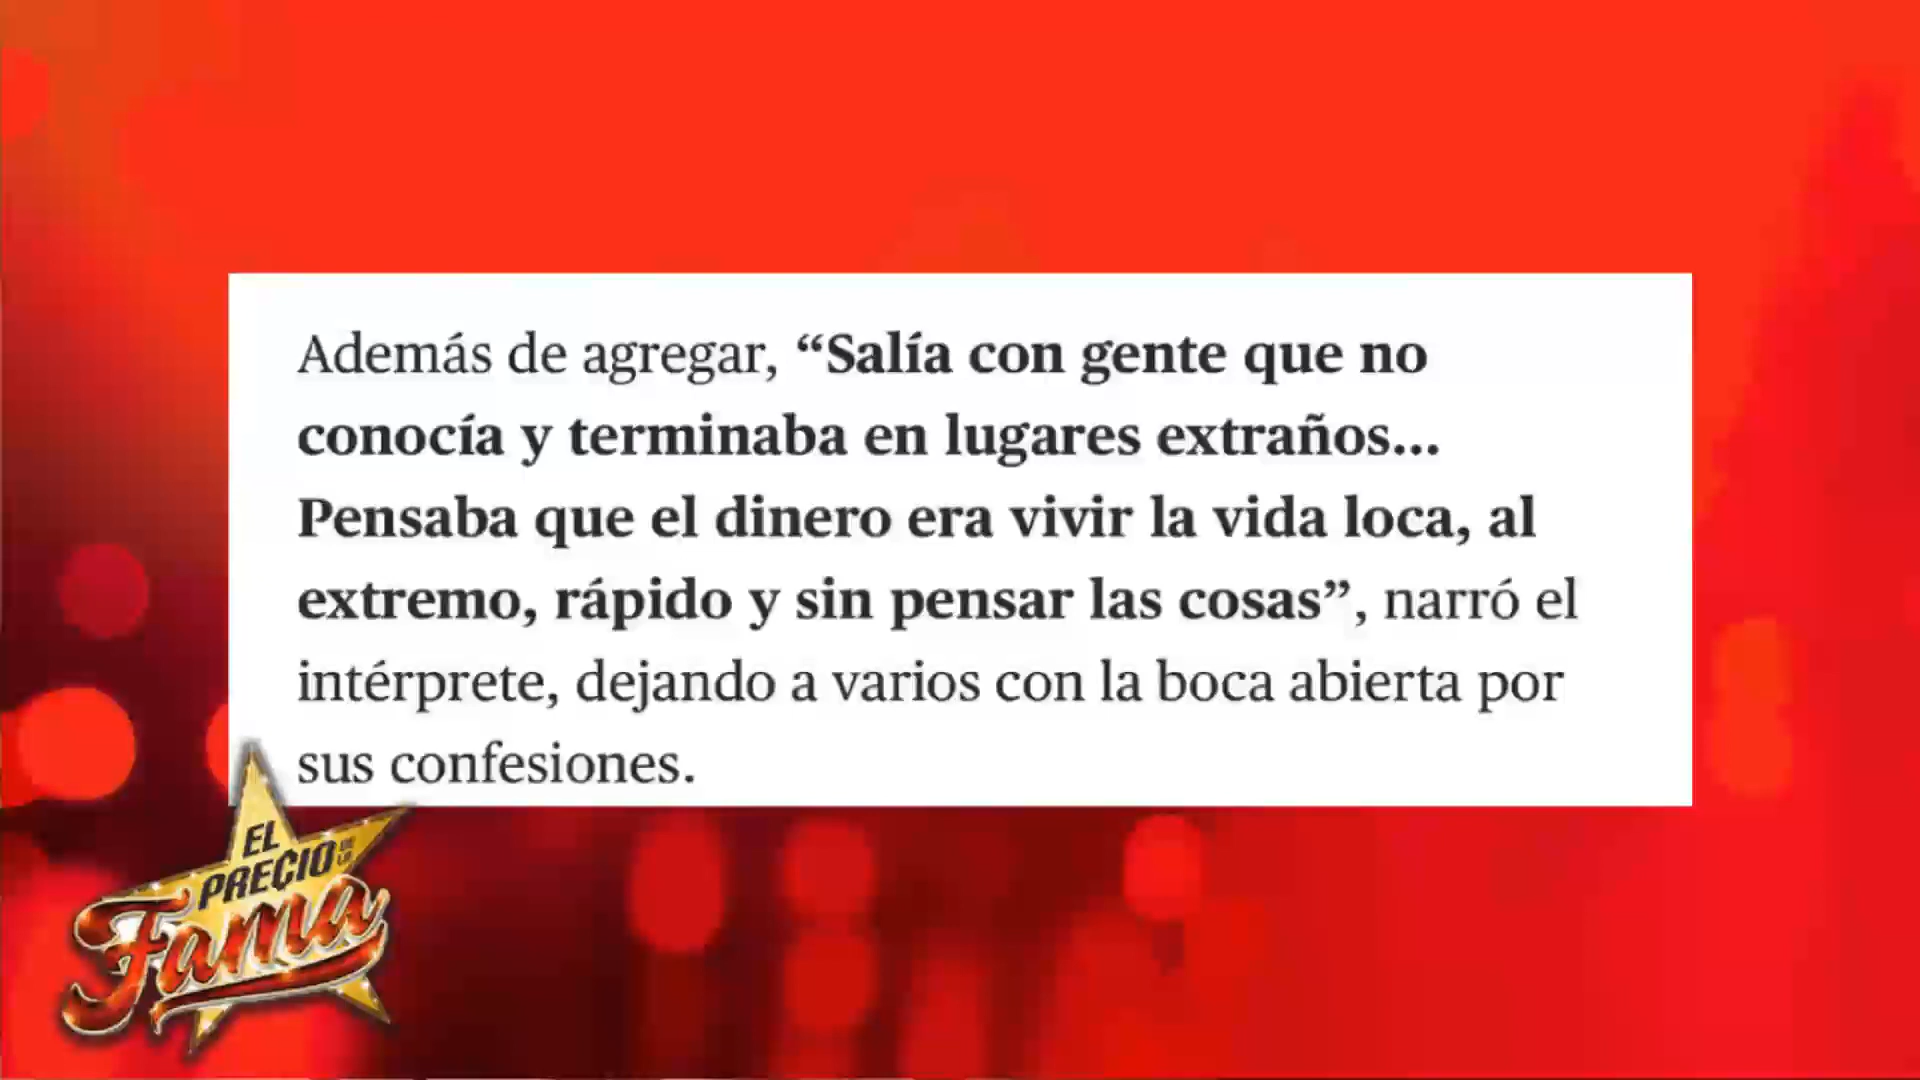 Además de agregar, “Salía con gente que no
conocía y terminaba en lugares extraños...
Pensaba que el dinero era vivir la vida loca, al
extremo, rápido y sin pensar las cosas”, narró el
intérprete, dejando a varios con la boca abierta por
sus confesiones.
EL
PRECIO
Fama